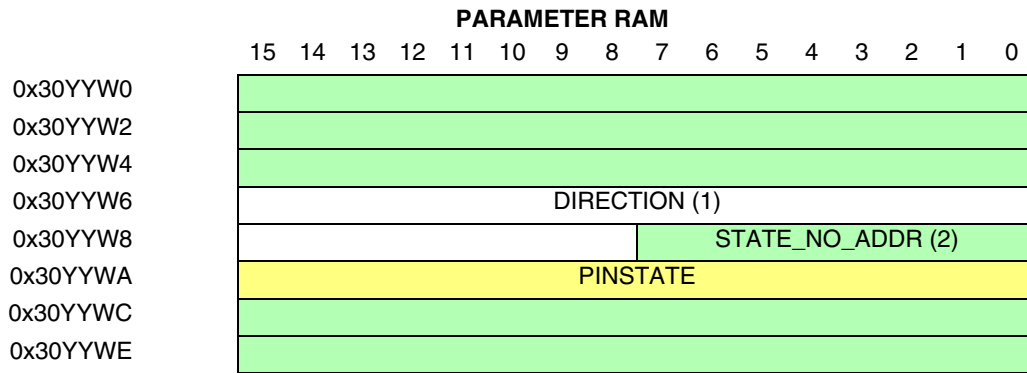 PARAMETER RAM
15 14 13 12 11 10 9 8 7 6 5 4 3 2 1 0
0x30YYW0
0x30YYW2
0x30YYW4
0x30YYW6 DIRECTION (1)
0x30YYW8 STATE_NO_ADDR (2)
0x30YYWA PINSTATE
0x30YYWC
0x30YYWE